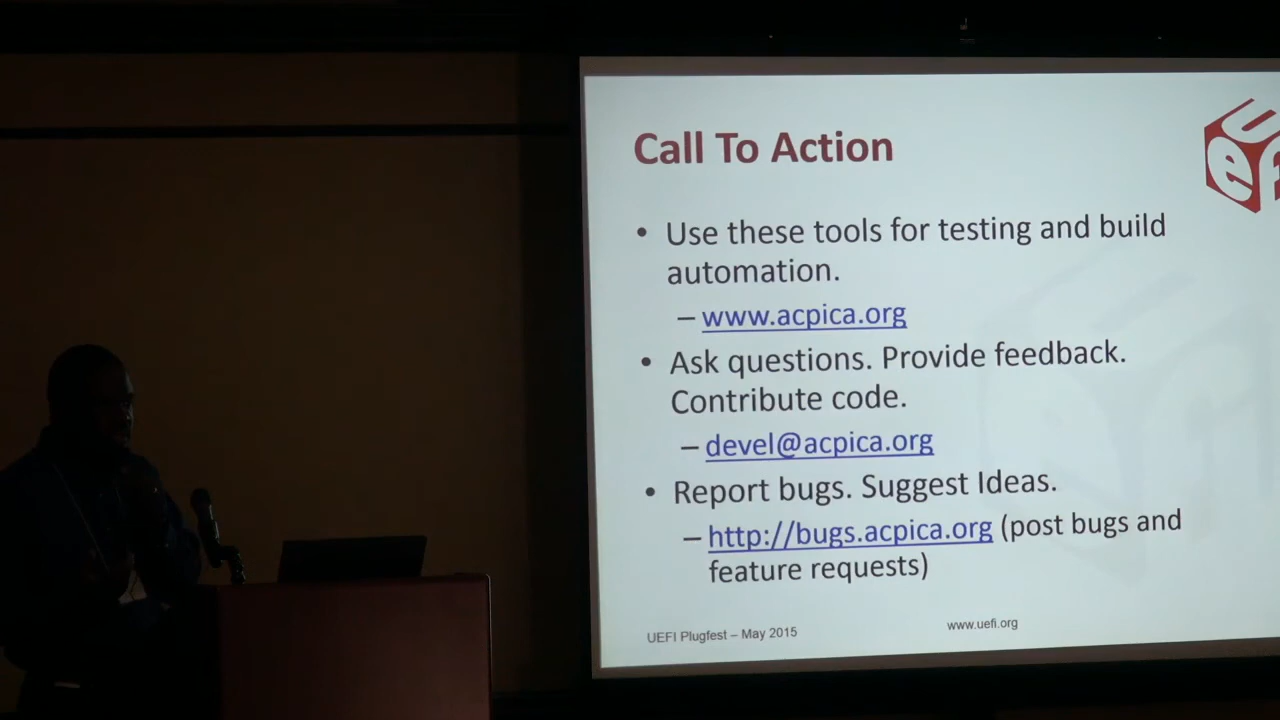 Call To Action
• Use these tools for testing and build
automation.
– www.acpica.org
• Ask questions. Provide feedback.
Contribute code.
– devel@acpica.org
• Report bugs. Suggest Ideas.
– http://bugs.acpica.org (post bugs and
feature requests)
UEFI Plugfest – May 2015
www.uefi.org